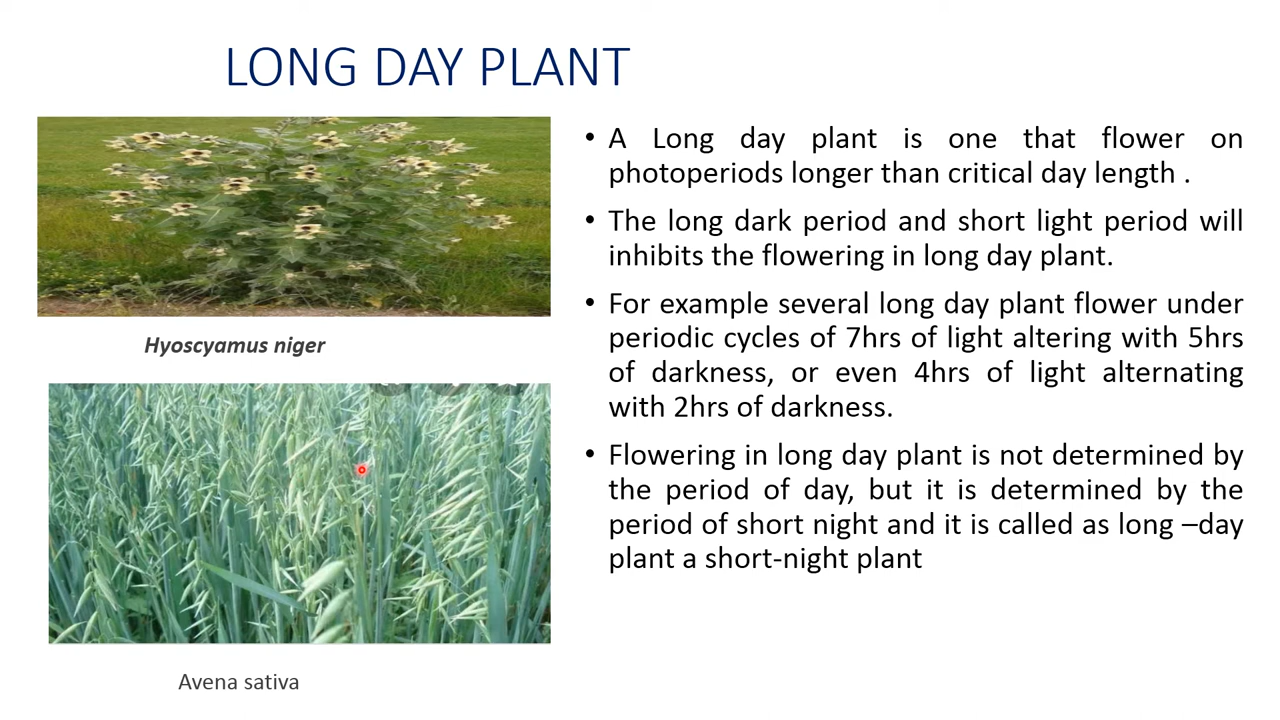 LONG DAY PLANT
Hyoscyamus niger
Avena sativa
• A Long day plant is one that flower on
photoperiods longer than critical day length .
• The long dark period and short light period will
inhibits the flowering in long day plant.
• For example several long day plant flower under
periodic cycles of 7hrs of light altering with 5hrs
of darkness, or even 4hrs of light alternating
with 2hrs of darkness.
• Flowering in long day plant is not determined by
the period of day, but it is determined by the
period of short night and it is called as long –day
plant a short-night plant